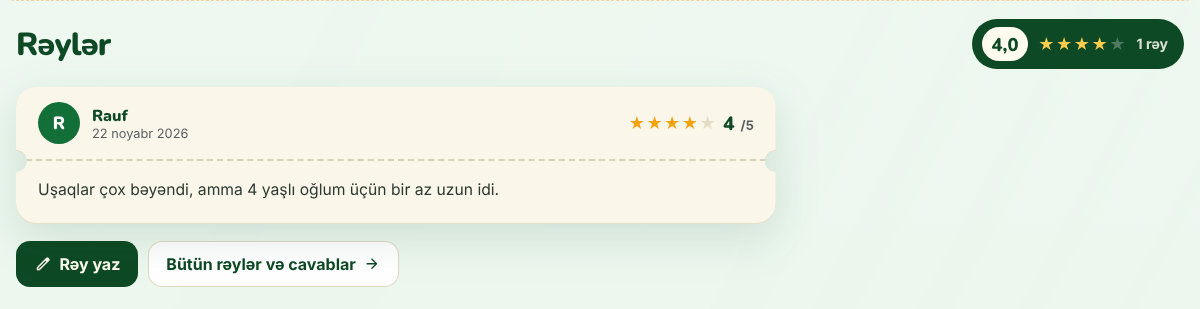 Rəylər
4,0 ★★★★★ 1 rəy
R
Rauf
22 noyabr 2026
★★★★★ 4 /5
Uşaqlar çox bəyəndi, amma 4 yaşlı oğlum üçün bir az uzun idi.
Rəy yaz
Bütün rəylər və cavablar →